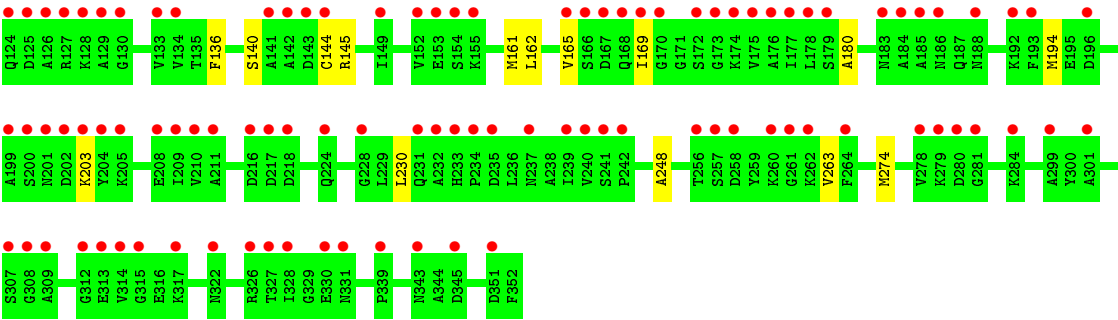 Q124 D125 A126 R127 K128 A129 G130 V133 V134 T135 F136 S140 A141 A142 D143 C144 R145 I149 V152 E153 S154 K155 M161 L162 V165 S166 D167 Q168 I169 G170 G171 S172 G173 K174 V175 A176 I177 L178 S179 A180 N183 A184 A185 N186 Q187 N188 K192 F193 M194 E195 D196
A199 S200 N201 D202 K203 Y204 K205 E208 I209 V210 A211 D216 D217 D218 Q224 G228 L229 L230 Q231 A232 H233 P234 D235 L236 N237 A238 I239 V240 S241 P242 A248 T256 S257 D258 Y259 K260 G261 K262 V263 F264 M274 V278 K279 D280 G281 K284 A299 Y300 A301
S307 G308 A309 G312 E313 V314 G315 E316 K317 N322 R326 T327 I328 G329 E330 N331 P339 N343 A344 D345 D351 F352